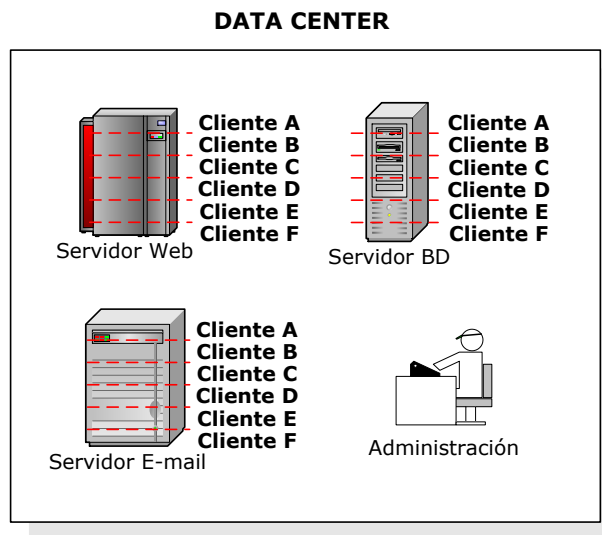 DATA CENTER
Cliente A
Cliente B
Cliente C
Cliente D
Cliente E
Cliente F
Servidor Web
Cliente A
Cliente B
Cliente C
Cliente D
Cliente E
Cliente F
Servidor BD
Cliente A
Cliente B
Cliente C
Cliente D
Cliente E
Cliente F
Servidor E-mail
Administración